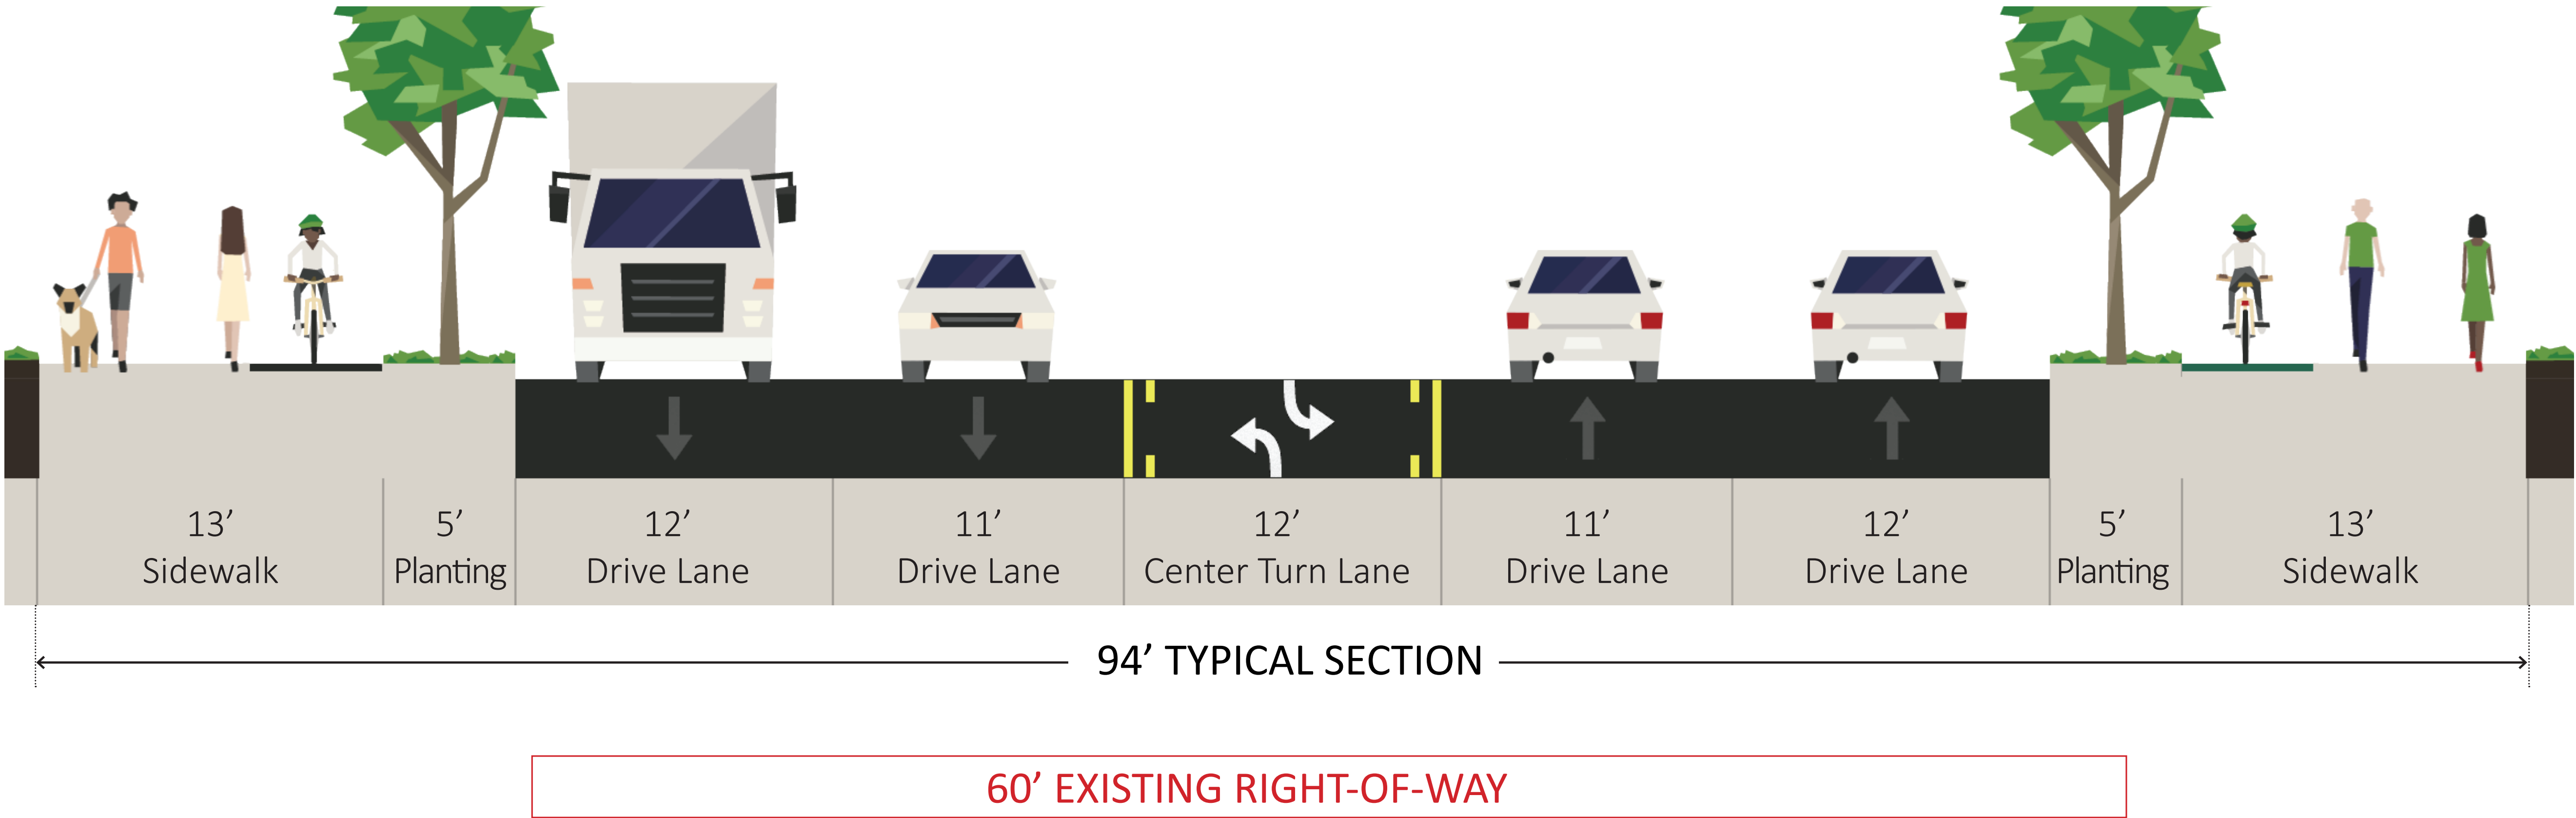 13’ 5’ 12’ 11’ 12’ 11’ 12’ 5’ 13’
Sidewalk Planting Drive Lane Drive Lane Center Turn Lane Drive Lane Drive Lane Planting Sidewalk
94’ TYPICAL SECTION
60’ EXISTING RIGHT-OF-WAY